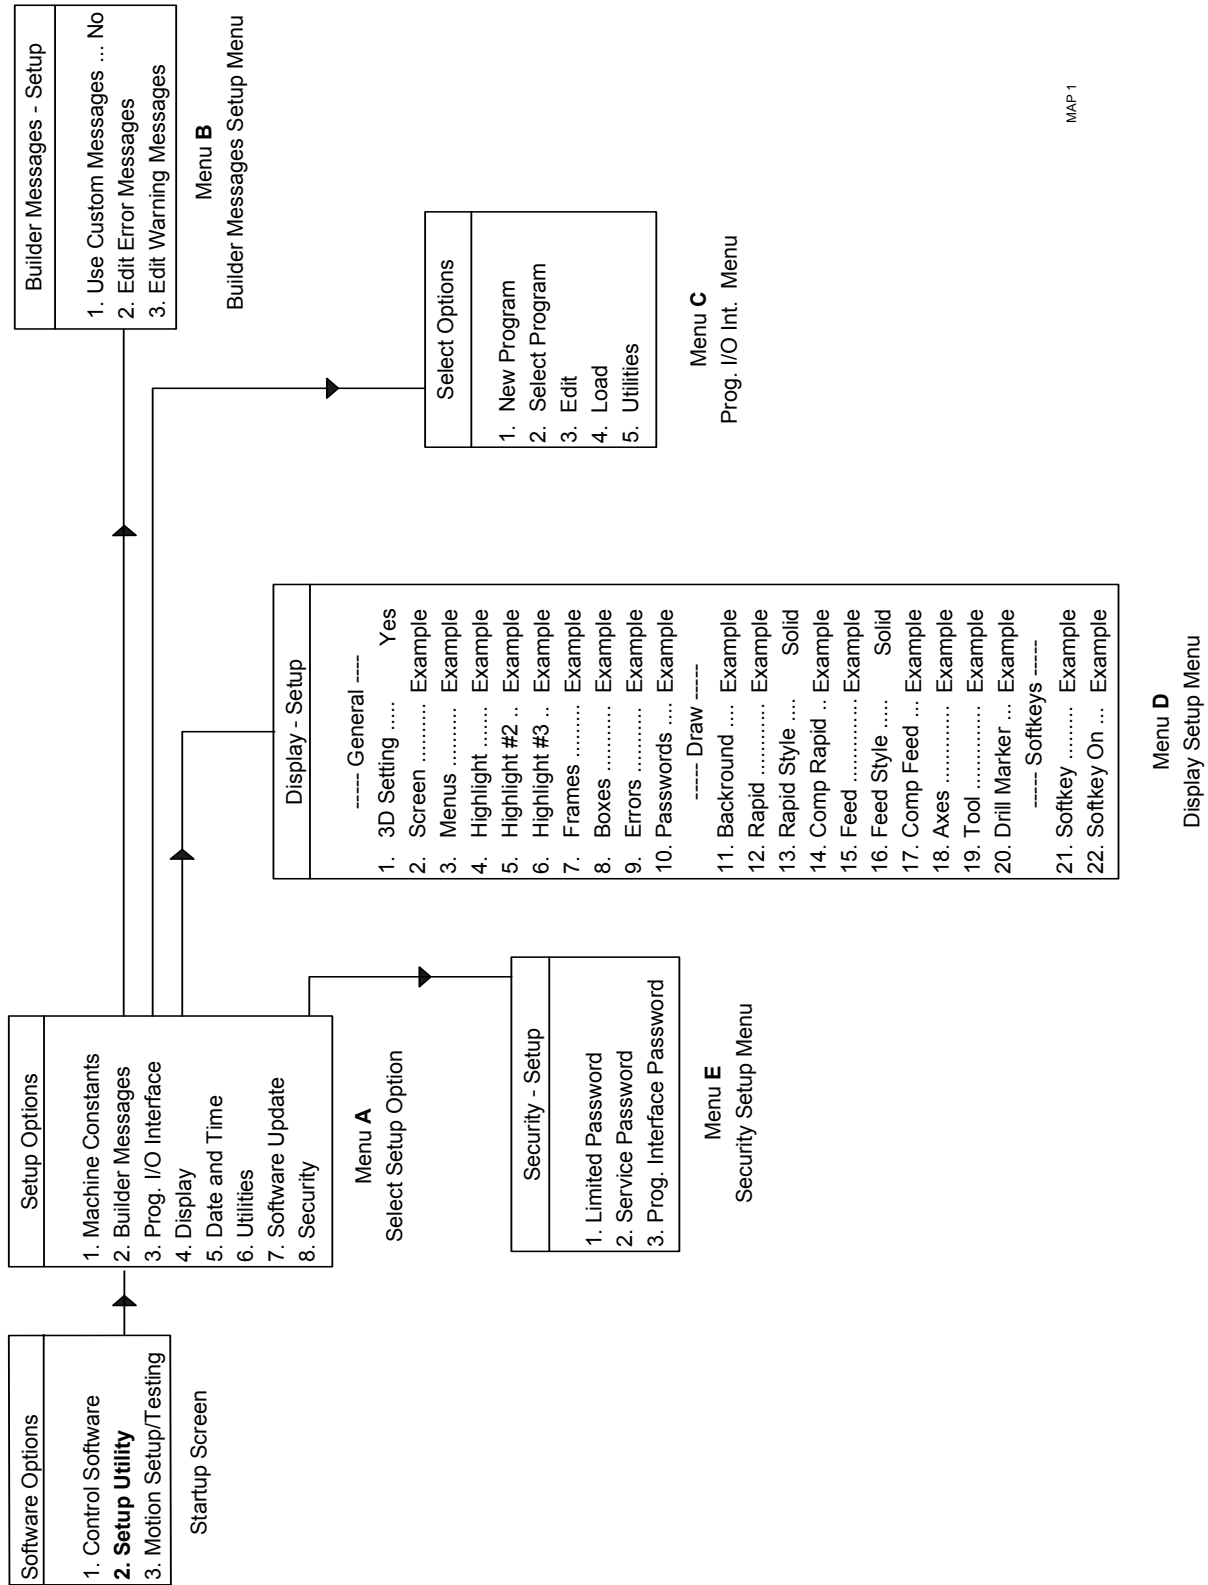 Software Options
1. Control Software
2. Setup Utility
3. Motion Setup/Testing
Startup Screen
Setup Options
1. Machine Constants
2. Builder Messages
3. Prog. I/O Interface
4. Display
5. Date and Time
6. Utilities
7. Software Update
8. Security
Menu A
Select Setup Option
Builder Messages - Setup
1. Use Custom Messages ... No
2. Edit Error Messages
3. Edit Warning Messages
Menu B
Builder Messages Setup Menu
Select Options
1. New Program
2. Select Program
3. Edit
4. Load
5. Utilities
Menu C
Prog. I/O Int. Menu
Display - Setup
---- General ----
1. 3D Setting ..... Yes
2. Screen ........... Example
3. Menus .......... Example
4. Highlight ........ Example
5. Highlight #2 .. Example
6. Highlight #3 .. Example
7. Frames ........ Example
8. Boxes ............ Example
9. Errors ........... Example
10. Passwords .... Example
----- Draw -----
11. Backround .... Example
12. Rapid ............. Example
13. Rapid Style .... Solid
14. Comp Rapid .. Example
15. Feed .............. Example
16. Feed Style ..... Solid
17. Comp Feed ... Example
18. Axes .............. Example
19. Tool ............... Example
20. Drill Marker ... Example
----- Softkeys -----
21. Softkey ......... Example
22. Softkey On ... Example
Menu D
Display Setup Menu
Security - Setup
1. Limited Password
2. Service Password
3. Prog. Interface Password
Menu E
Security Setup Menu
MAP 1